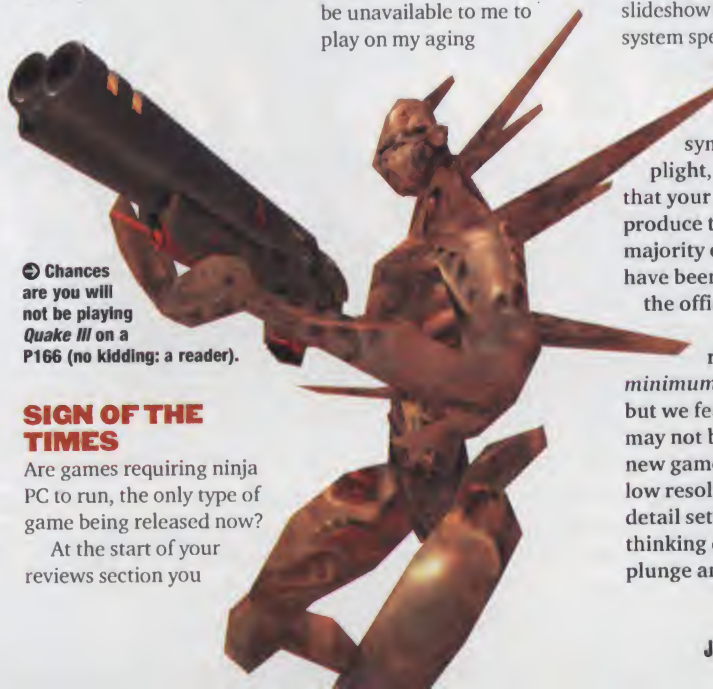 be unavailable to me to
play on my aging
Chances
are you will
not be playing
Quake III on a
P166 (no kidding: a reader).
SIGN OF THE
TIMES
Are games requiring ninja
PC to run, the only type of
game being released now?
At the start of your
reviews section you
slideshow
system spe
syn
plight,
that your
produce t
majority o
have been
the offi
r
minimum
but we fe
may not b
new gam
low resol
detail set
thinking
plunge a
J